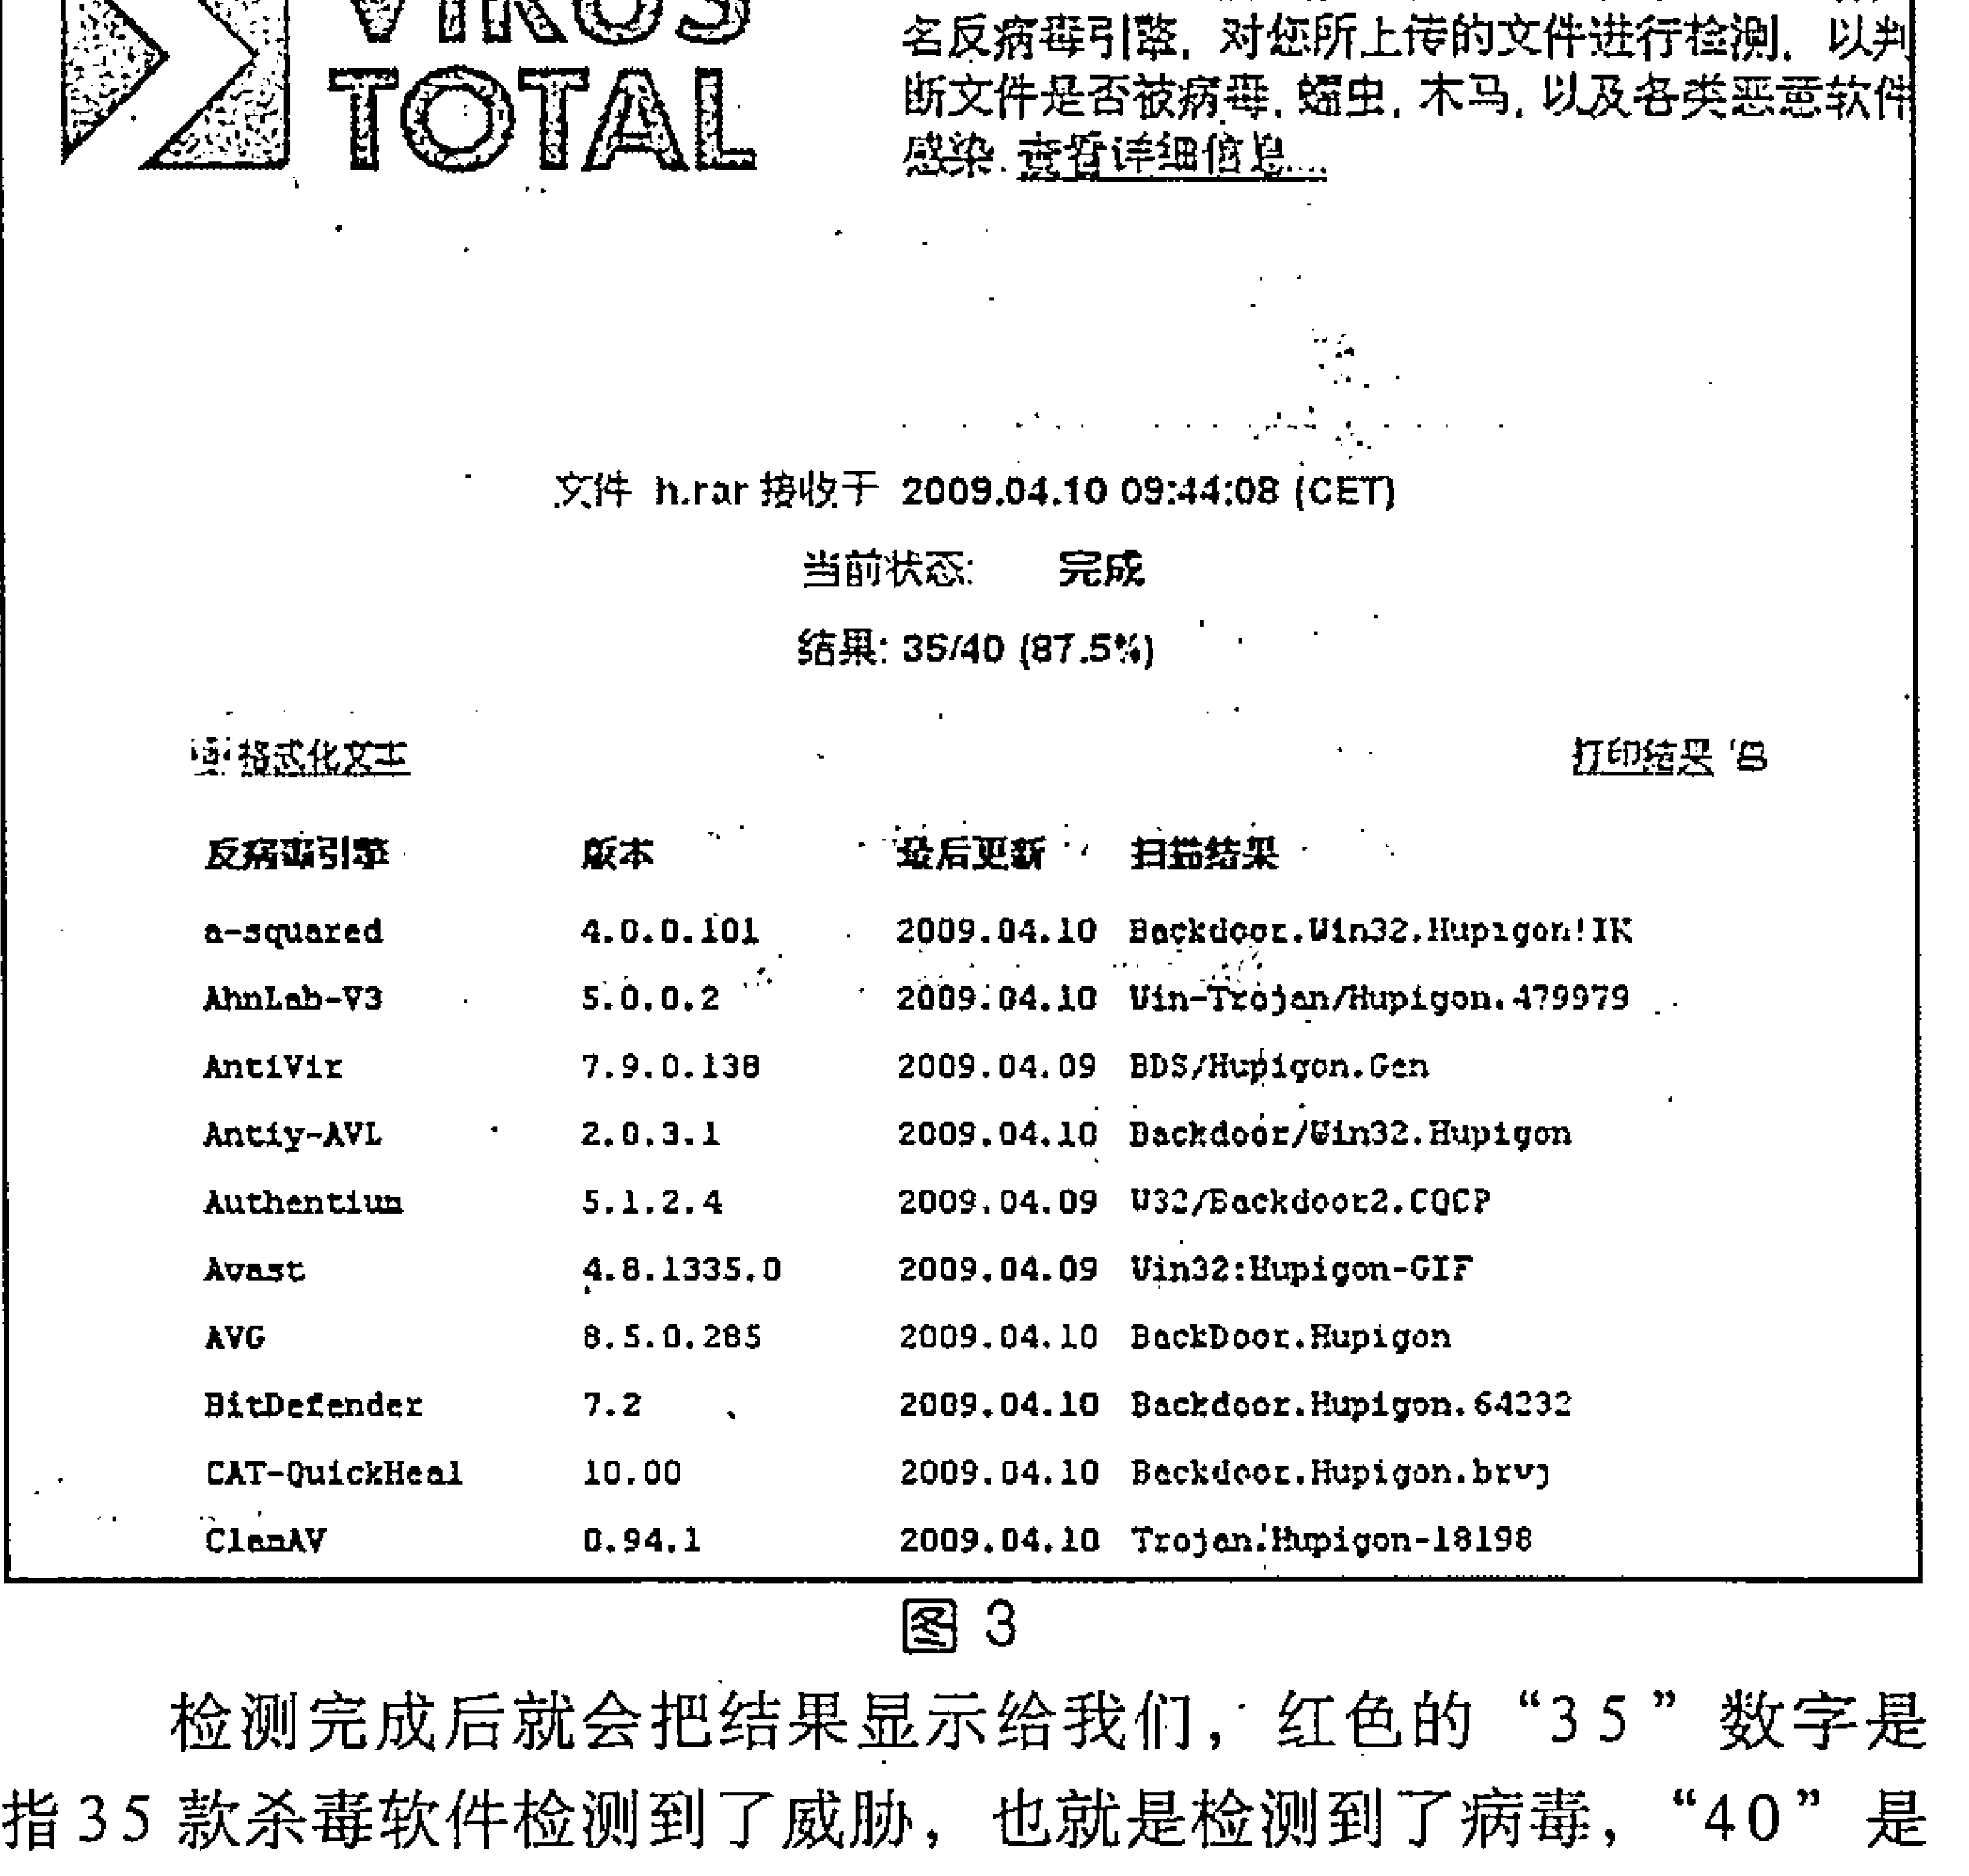 VIRUS
TOTAL
名反病毒引擎, 对您所上传的文件进行检测, 以判
断文件是否被病毒, 蠕虫, 木马, 以及各类恶意软件
感染. 查看详细信息...
文件 h.rar 接收于 2009.04.10 09:44:08 (CET)
当前状态: 完成
结果: 35/40 (87.5%)
格式化文本 打印结果
反病毒引擎 版本 最后更新 扫描结果
a-squared 4.0.0.101 2009.04.10 Backdoor.Win32.Hupigon!IK
AhnLab-V3 5.0.0.2 2009.04.10 Win-Trojan/Hupigon.479979
AntiVir 7.9.0.138 2009.04.09 BDS/Hupigon.Gen
Antiy-AVL 2.0.3.1 2009.04.10 Backdoor/Win32.Hupigon
Authentium 5.1.2.4 2009.04.09 W32/Backdoor2.CQCP
Avast 4.8.1335.0 2009.04.09 Win32:Hupigon-GIF
AVG 8.5.0.285 2009.04.10 BackDoor.Hupigon
BitDefender 7.2 2009.04.10 Backdoor.Hupigon.64232
CAT-QuickHeal 10.00 2009.04.10 Backdoor.Hupigon.brvj
ClamAV 0.94.1 2009.04.10 Trojan.Hupigon-18198
图 3
检测完成后就会把结果显示给我们, 红色的“35”数字是
指35款杀毒软件检测到了威胁, 也就是检测到了病毒, “40”是